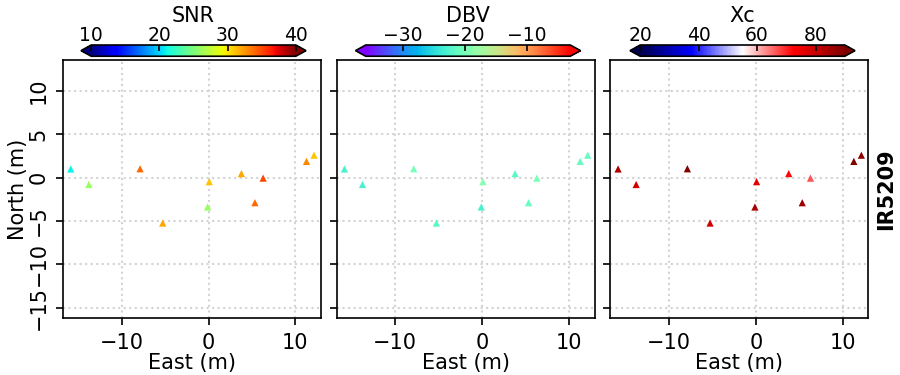 SNR DBV Xc
10 20 30 40 −30 −20 −10 20 40 60 80
10
5
0
−5
−10
−15
North (m)
IR5209
−10 0 10 −10 0 10 −10 0 10
East (m) East (m) East (m)